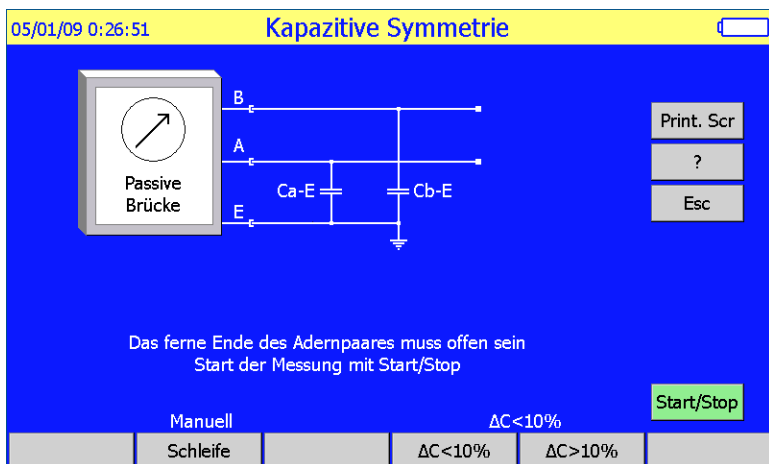 05/01/09 0:26:51 Kapazitive Symmetrie
B
Print. Scr
A
?
Passive
Brücke
Ca-E
Cb-E
Esc
E
Das ferne Ende des Adernpaares muss offen sein
Start der Messung mit Start/Stop
Start/Stop
Manuell ΔC<10%
Schleife ΔC<10% ΔC>10%